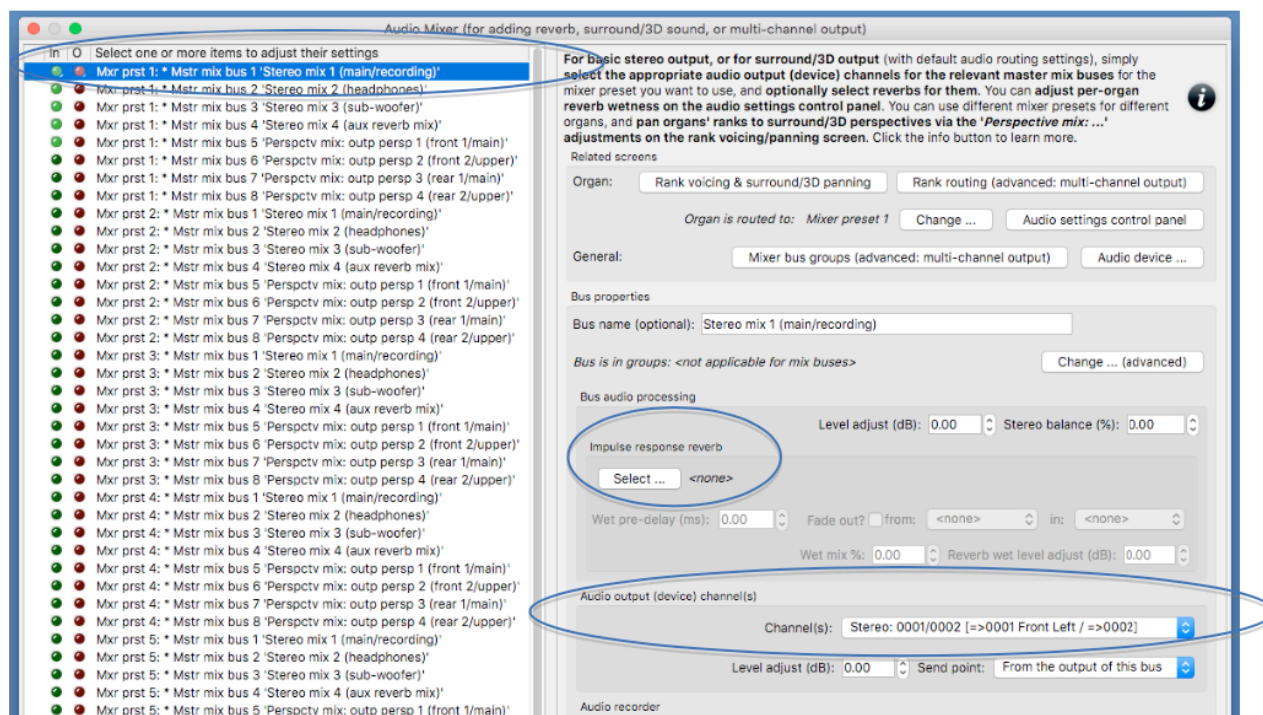 Audio Mixer (for adding reverb, surround/3D sound, or multi-channel output)
In O Select one or more items to adjust their settings
Mxr prst 1: * Mstr mix bus 1 'Stereo mix 1 (main/recording)'
Mxr prst 1: * Mstr mix bus 2 'Stereo mix 2 (headphones)'
Mxr prst 1: * Mstr mix bus 3 'Stereo mix 3 (sub-woofer)'
Mxr prst 1: * Mstr mix bus 4 'Stereo mix 4 (aux reverb mix)'
Mxr prst 1: * Mstr mix bus 5 'Perspctv mix: outp persp 1 (front 1/main)'
Mxr prst 1: * Mstr mix bus 6 'Perspctv mix: outp persp 2 (front 2/upper)'
Mxr prst 1: * Mstr mix bus 7 'Perspctv mix: outp persp 3 (rear 1/main)'
Mxr prst 1: * Mstr mix bus 8 'Perspctv mix: outp persp 4 (rear 2/upper)'
Mxr prst 2: * Mstr mix bus 1 'Stereo mix 1 (main/recording)'
Mxr prst 2: * Mstr mix bus 2 'Stereo mix 2 (headphones)'
Mxr prst 2: * Mstr mix bus 3 'Stereo mix 3 (sub-woofer)'
Mxr prst 2: * Mstr mix bus 4 'Stereo mix 4 (aux reverb mix)'
Mxr prst 2: * Mstr mix bus 5 'Perspctv mix: outp persp 1 (front 1/main)'
Mxr prst 2: * Mstr mix bus 6 'Perspctv mix: outp persp 2 (front 2/upper)'
Mxr prst 2: * Mstr mix bus 7 'Perspctv mix: outp persp 3 (rear 1/main)'
Mxr prst 2: * Mstr mix bus 8 'Perspctv mix: outp persp 4 (rear 2/upper)'
Mxr prst 3: * Mstr mix bus 1 'Stereo mix 1 (main/recording)'
Mxr prst 3: * Mstr mix bus 2 'Stereo mix 2 (headphones)'
Mxr prst 3: * Mstr mix bus 3 'Stereo mix 3 (sub-woofer)'
Mxr prst 3: * Mstr mix bus 4 'Stereo mix 4 (aux reverb mix)'
Mxr prst 3: * Mstr mix bus 5 'Perspctv mix: outp persp 1 (front 1/main)'
Mxr prst 3: * Mstr mix bus 6 'Perspctv mix: outp persp 2 (front 2/upper)'
Mxr prst 3: * Mstr mix bus 7 'Perspctv mix: outp persp 3 (rear 1/main)'
Mxr prst 3: * Mstr mix bus 8 'Perspctv mix: outp persp 4 (rear 2/upper)'
Mxr prst 4: * Mstr mix bus 1 'Stereo mix 1 (main/recording)'
Mxr prst 4: * Mstr mix bus 2 'Stereo mix 2 (headphones)'
Mxr prst 4: * Mstr mix bus 3 'Stereo mix 3 (sub-woofer)'
Mxr prst 4: * Mstr mix bus 4 'Stereo mix 4 (aux reverb mix)'
Mxr prst 4: * Mstr mix bus 5 'Perspctv mix: outp persp 1 (front 1/main)'
Mxr prst 4: * Mstr mix bus 6 'Perspctv mix: outp persp 2 (front 2/upper)'
Mxr prst 4: * Mstr mix bus 7 'Perspctv mix: outp persp 3 (rear 1/main)'
Mxr prst 4: * Mstr mix bus 8 'Perspctv mix: outp persp 4 (rear 2/upper)'
Mxr prst 5: * Mstr mix bus 1 'Stereo mix 1 (main/recording)'
Mxr prst 5: * Mstr mix bus 2 'Stereo mix 2 (headphones)'
Mxr prst 5: * Mstr mix bus 3 'Stereo mix 3 (sub-woofer)'
Mxr prst 5: * Mstr mix bus 4 'Stereo mix 4 (aux reverb mix)'
Mxr prst 5: * Mstr mix bus 5 'Perspctv mix: outp persp 1 (front 1/main)'
For basic stereo output, or for surround/3D output (with default audio routing settings), simply
select the appropriate audio output (device) channels for the relevant master mix buses for the
mixer preset you want to use, and optionally select reverbs for them. You can adjust per-organ
reverb wetness on the audio settings control panel. You can use different mixer presets for different
organs, and pan organs' ranks to surround/3D perspectives via the 'Perspective mix: ...'
adjustments on the rank voicing/panning screen. Click the info button to learn more.
i
Related screens
Organ: Rank voicing & surround/3D panning Rank routing (advanced: multi-channel output)
Organ is routed to: Mixer preset 1 Change ... Audio settings control panel
General: Mixer bus groups (advanced: multi-channel output) Audio device ...
Bus properties
Bus name (optional): Stereo mix 1 (main/recording)
Bus is in groups: <not applicable for mix buses> Change ... (advanced)
Bus audio processing
Level adjust (dB): 0.00 Stereo balance (%): 0.00
Impulse response reverb
Select ... <none>
Wet pre-delay (ms): 0.00 Fade out? from: <none> in: <none>
Wet mix %: 0.00 Reverb wet level adjust (dB): 0.00
Audio output (device) channel(s)
Channel(s): Stereo: 0001/0002 [=>0001 Front Left / =>0002]
Level adjust (dB): 0.00 Send point: From the output of this bus
Audio recorder